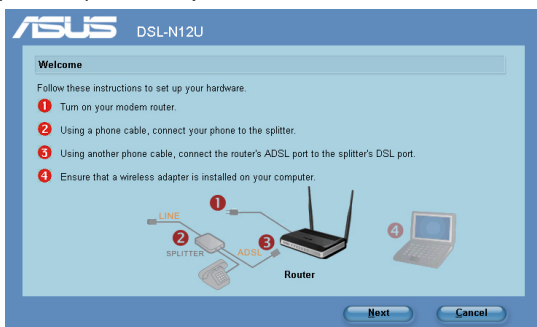 ASUS DSL-N12U
Welcome
Follow these instructions to set up your hardware.
1 Turn on your modem router.
2 Using a phone cable, connect your phone to the splitter.
3 Using another phone cable, connect the router's ADSL port to the splitter's DSL port.
4 Ensure that a wireless adapter is installed on your computer.
1
LINE
4
2
3
SPLITTER
ADSL
Router
Next Cancel